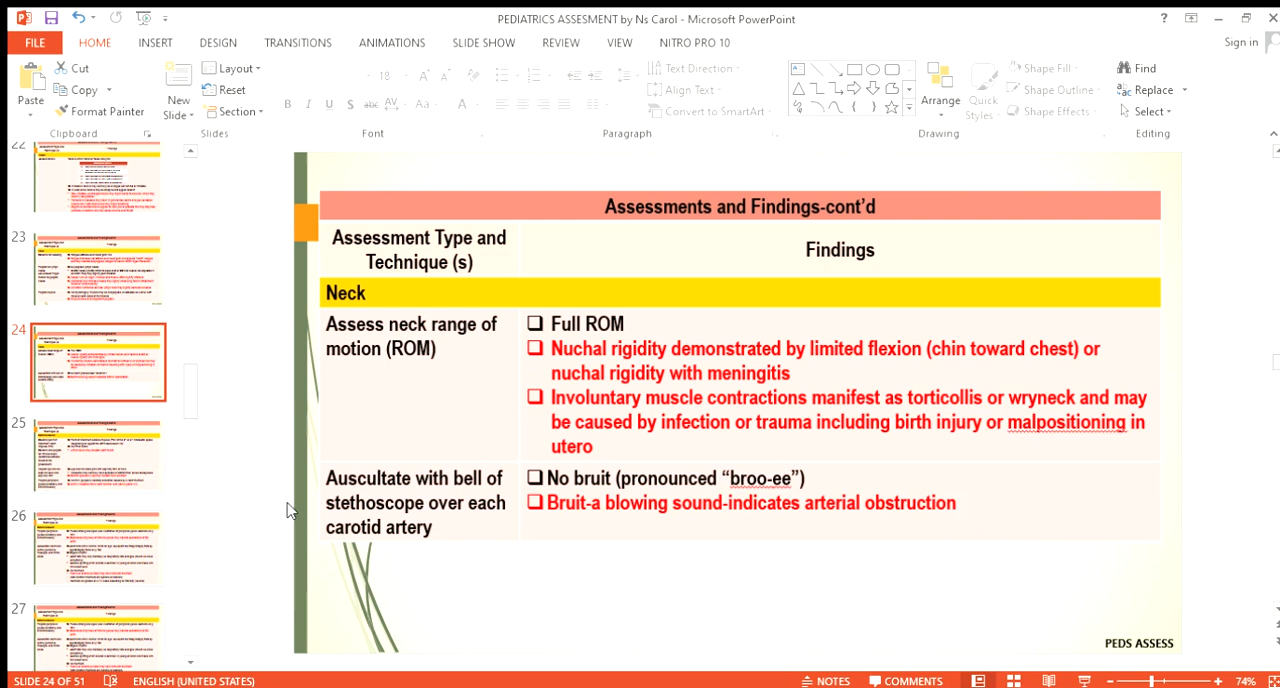 PEDIATRICS ASSESMENT by Ns Carol - Microsoft PowerPoint
FILE HOME INSERT DESIGN TRANSITIONS ANIMATIONS SLIDE SHOW REVIEW VIEW NITRO PRO 10 Sign in
Paste
Cut
Copy
Format Painter
Clipboard
New
Slide
Layout
Reset
Section
Slides
18
B I U S abc AV Aa A
Font
Text Direction
Align Text
Convert to SmartArt
Paragraph
Arrange
Quick
Styles
Shape Fill
Shape Outline
Shape Effects
Drawing
Find
Replace
Select
Editing
22
23
24
25
26
27
Assessments and Findings-cont’d
Assessment Type and
Technique (s)
Findings
Neck
Assess neck range of
motion (ROM)
Full ROM
Nuchal rigidity demonstrated by limited flexion (chin toward chest) or
nuchal rigidity with meningitis
Involuntary muscle contractions manifest as torticollis or wryneck and may
be caused by infection or trauma including birth injury or malpositioning in
utero
Auscultate with bell of
stethoscope over each
carotid artery
No bruit (pronounced “broo-ee”)
Bruit-a blowing sound-indicates arterial obstruction
PEDS ASSESS
SLIDE 24 OF 51 ENGLISH (UNITED STATES) NOTES COMMENTS 74%